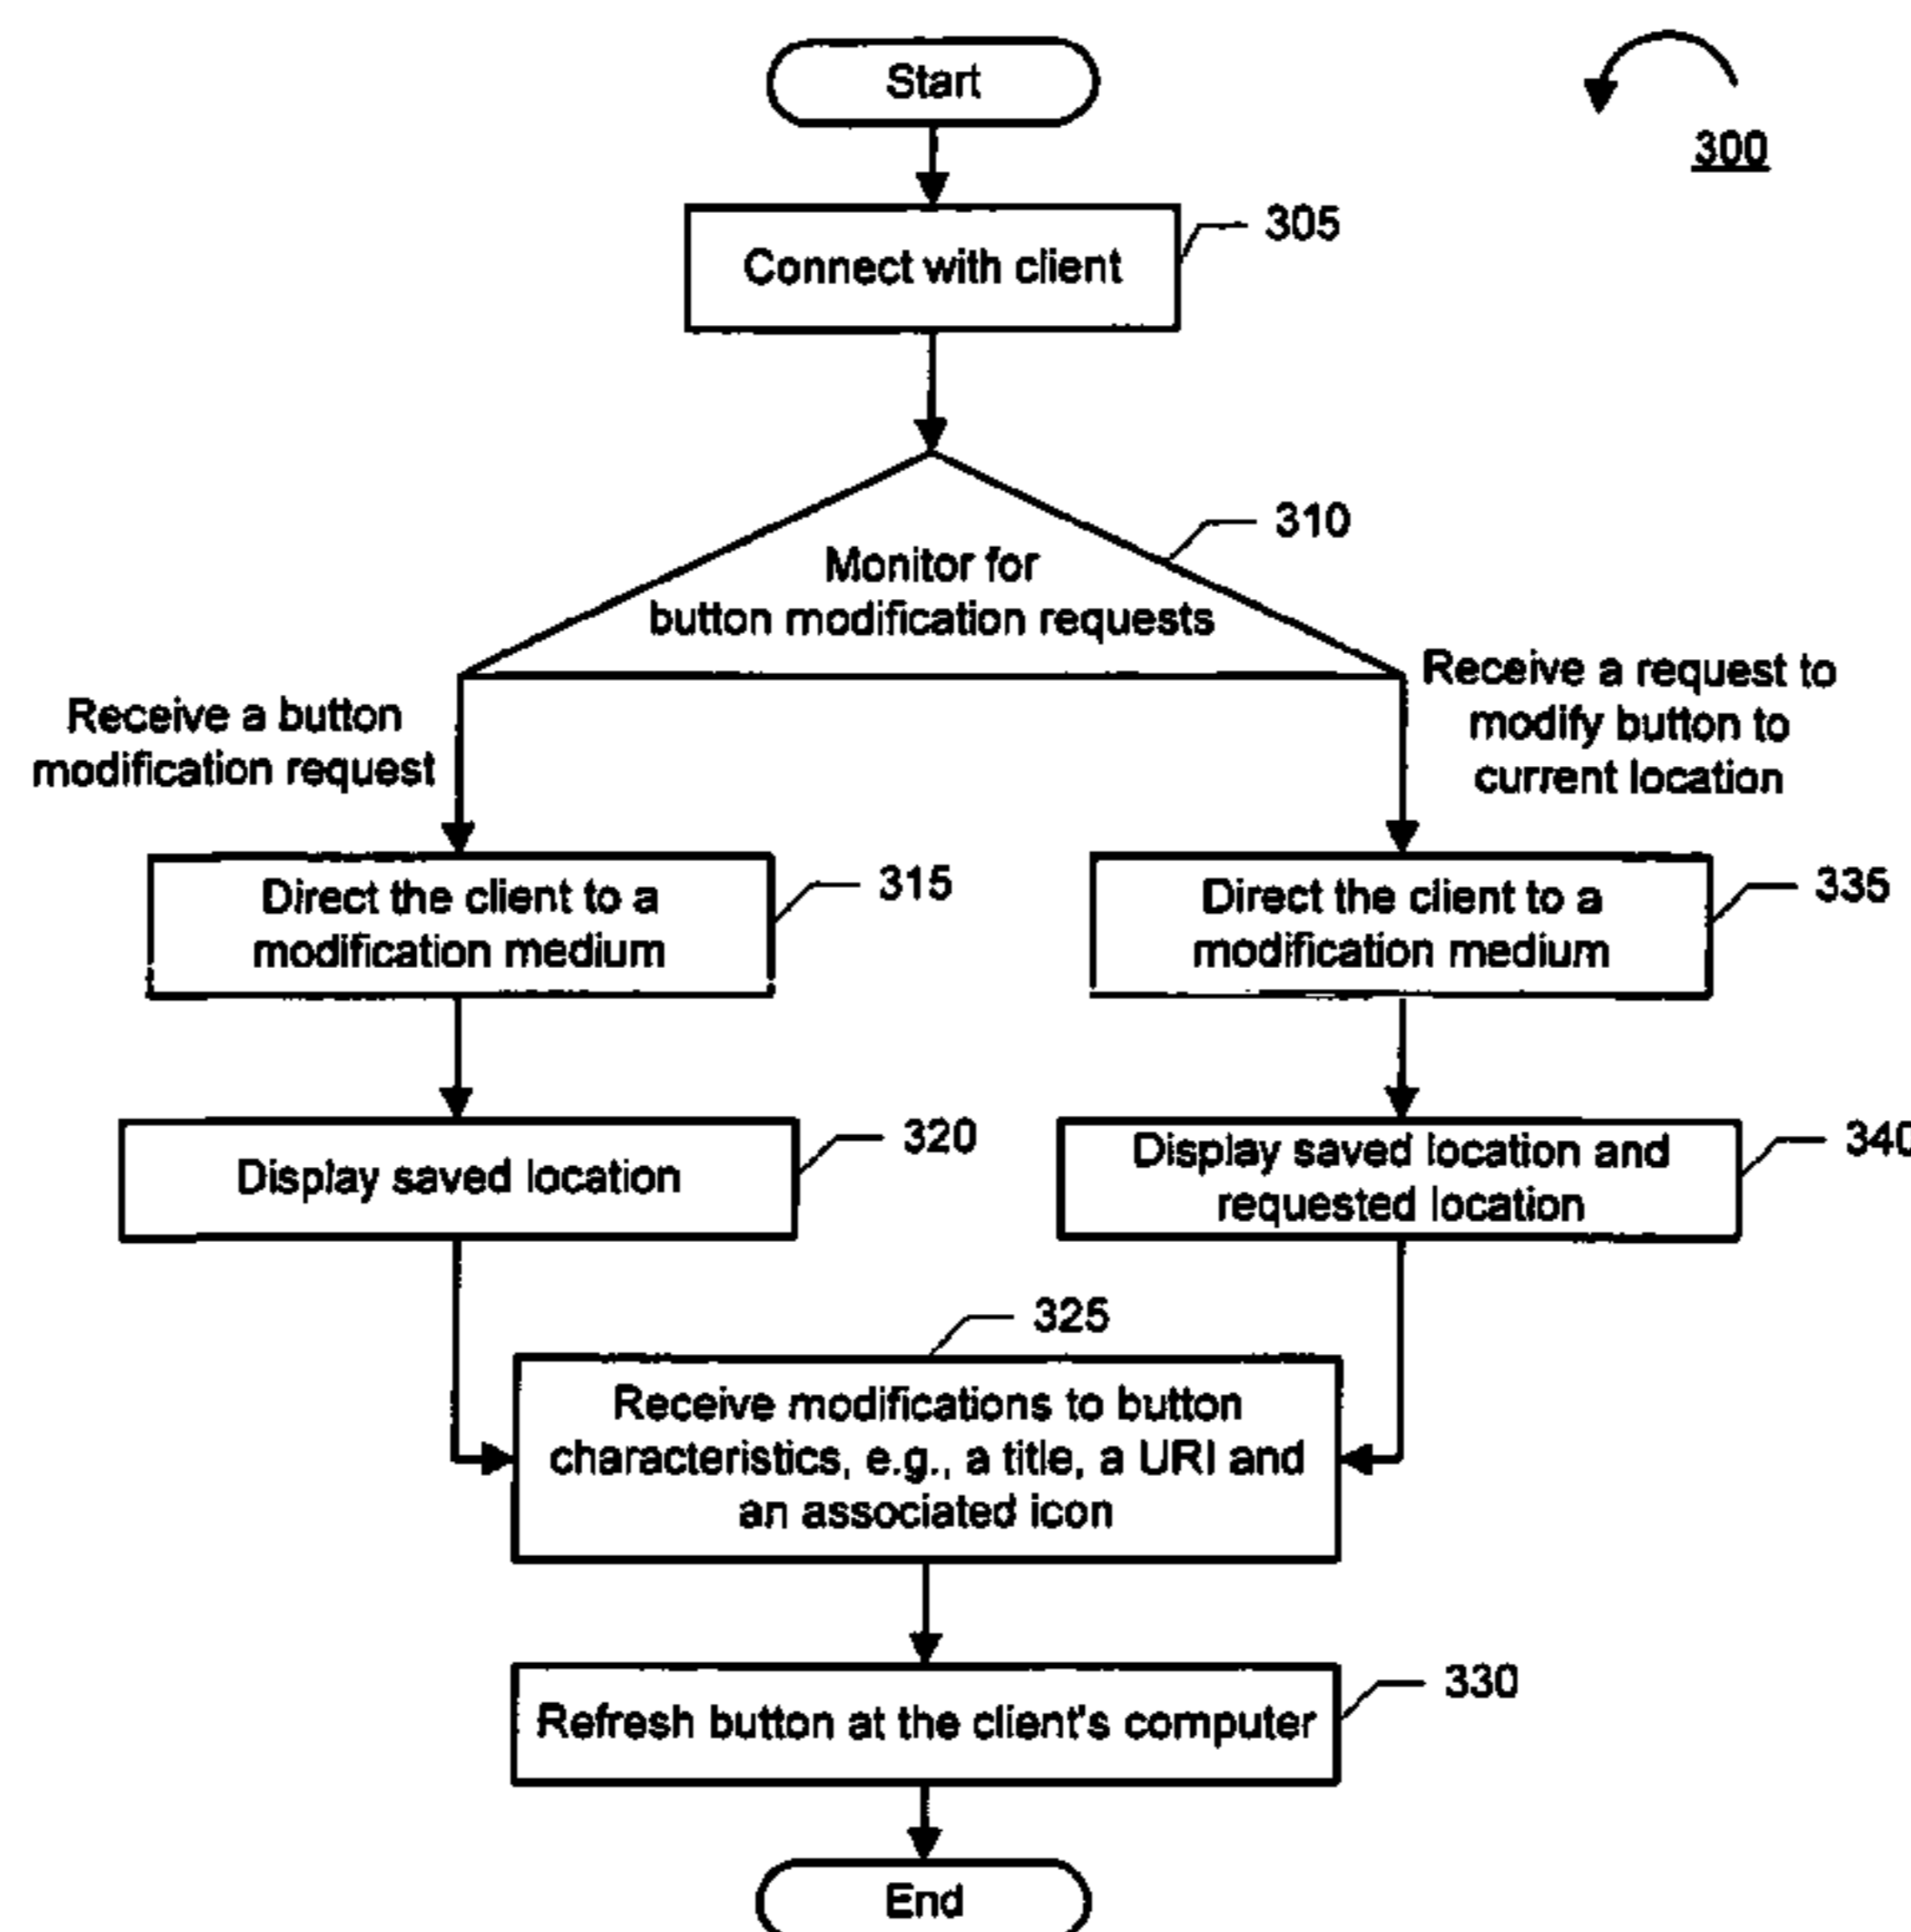 Start
300
Connect with client
305
310
Monitor for
button modification requests
Receive a button
modification request
Receive a request to
modify button to
current location
Direct the client to a
modification medium
315
Direct the client to a
modification medium
335
Display saved location
320
Display saved location and
requested location
340
325
Receive modifications to button
characteristics, e.g., a title, a URI and
an associated icon
Refresh button at the client's computer
330
End